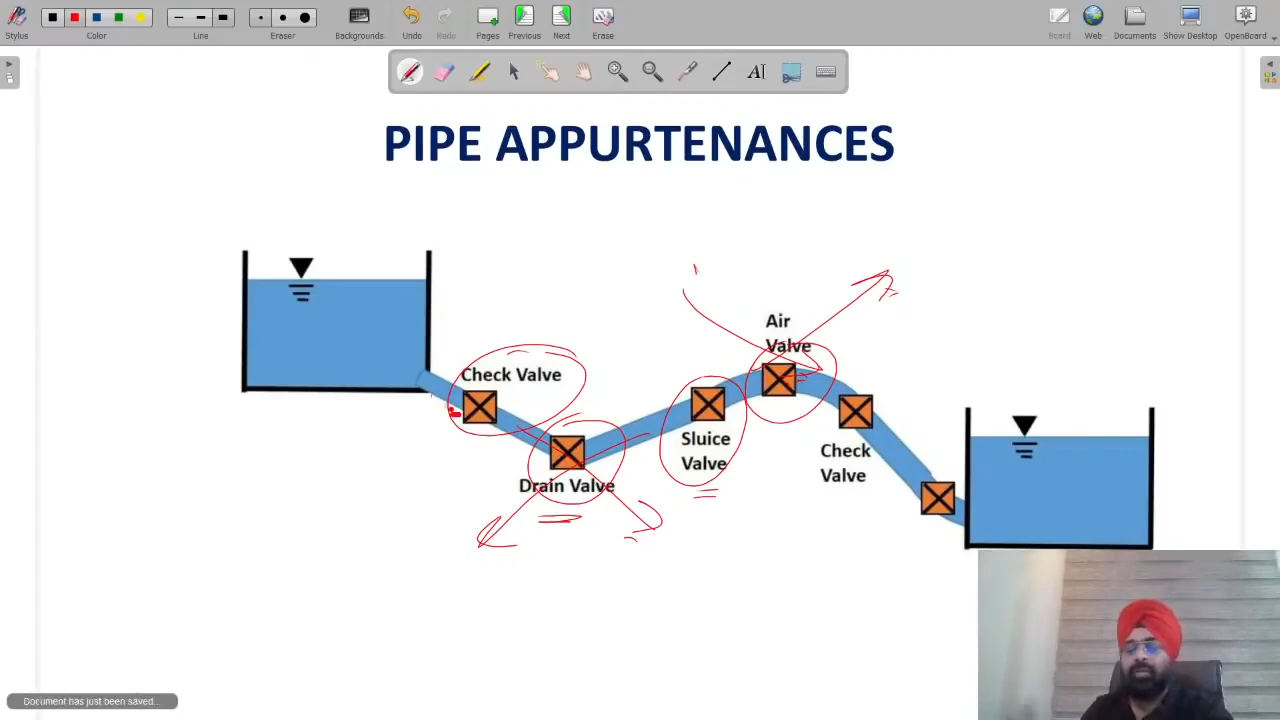 Stylus
Color
Line
Eraser
Backgrounds
Undo
Redo
Pages
Previous
Next
Erase
Board
Web
Documents
Show Desktop
OpenBoard
PIPE APPURTENANCES
Check Valve
Drain Valve
Sluice
Valve
Air
Valve
Check
Valve
Document has just been saved...